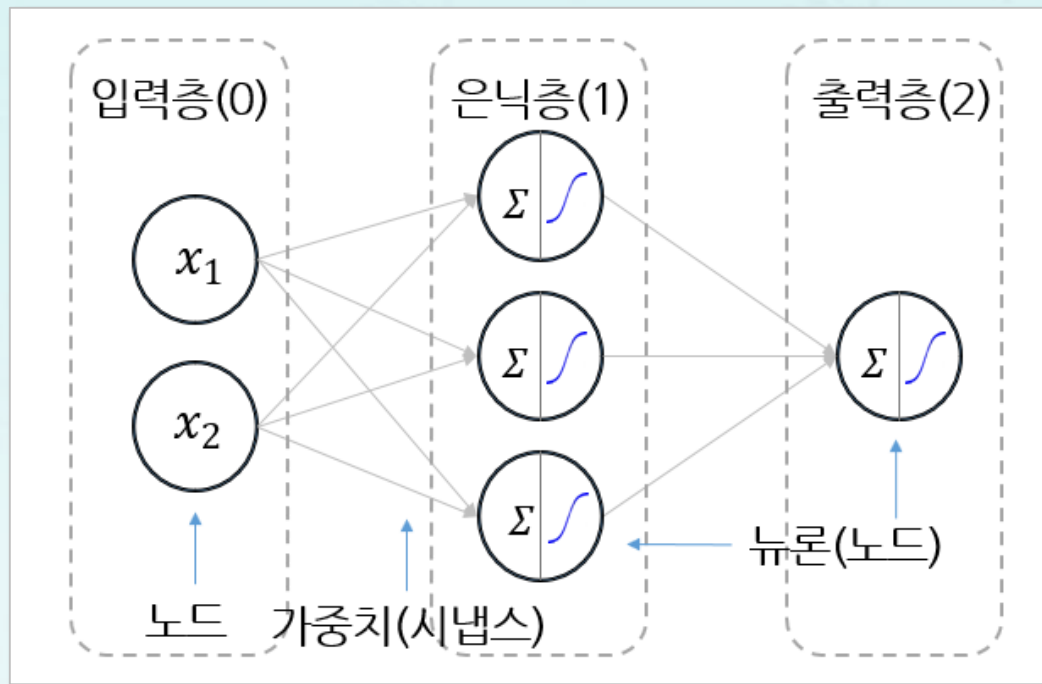 입력층(0) 은닉층(1) 출력층(2)
x₁
x₂
Σ
Σ
Σ
Σ
뉴론(노드)
노드 가중치(시냅스)